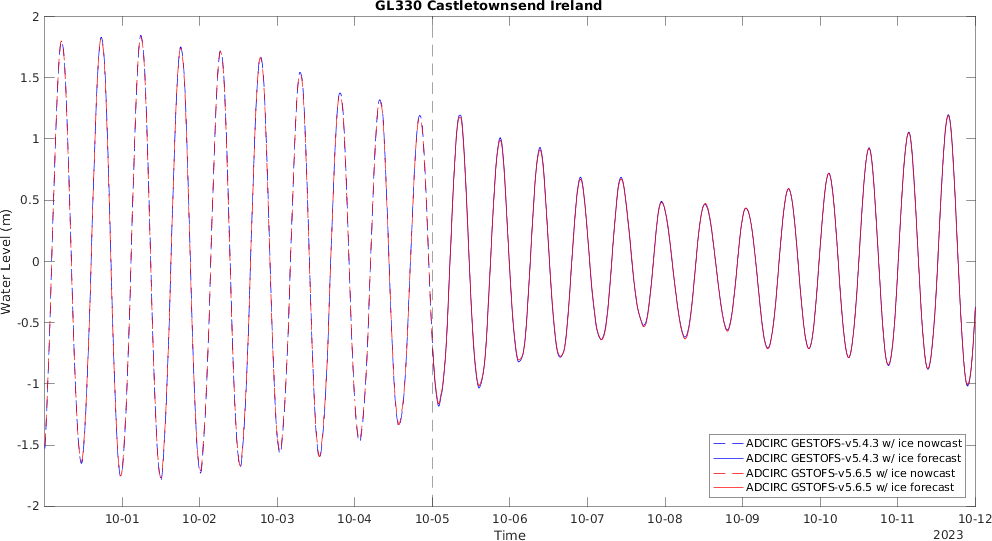 GL330 Castletownsend Ireland
2
1.5
1
0.5
0
-0.5
-1
-1.5
-2
Water Level (m)
10-01 10-02 10-03 10-04 10-05 10-06 10-07 10-08 10-09 10-10 10-11 10-12
Time
2023
ADCIRC GESTOFS-v5.4.3 w/ ice nowcast
ADCIRC GESTOFS-v5.4.3 w/ ice forecast
ADCIRC GSTOFS-v5.6.5 w/ ice nowcast
ADCIRC GSTOFS-v5.6.5 w/ ice forecast